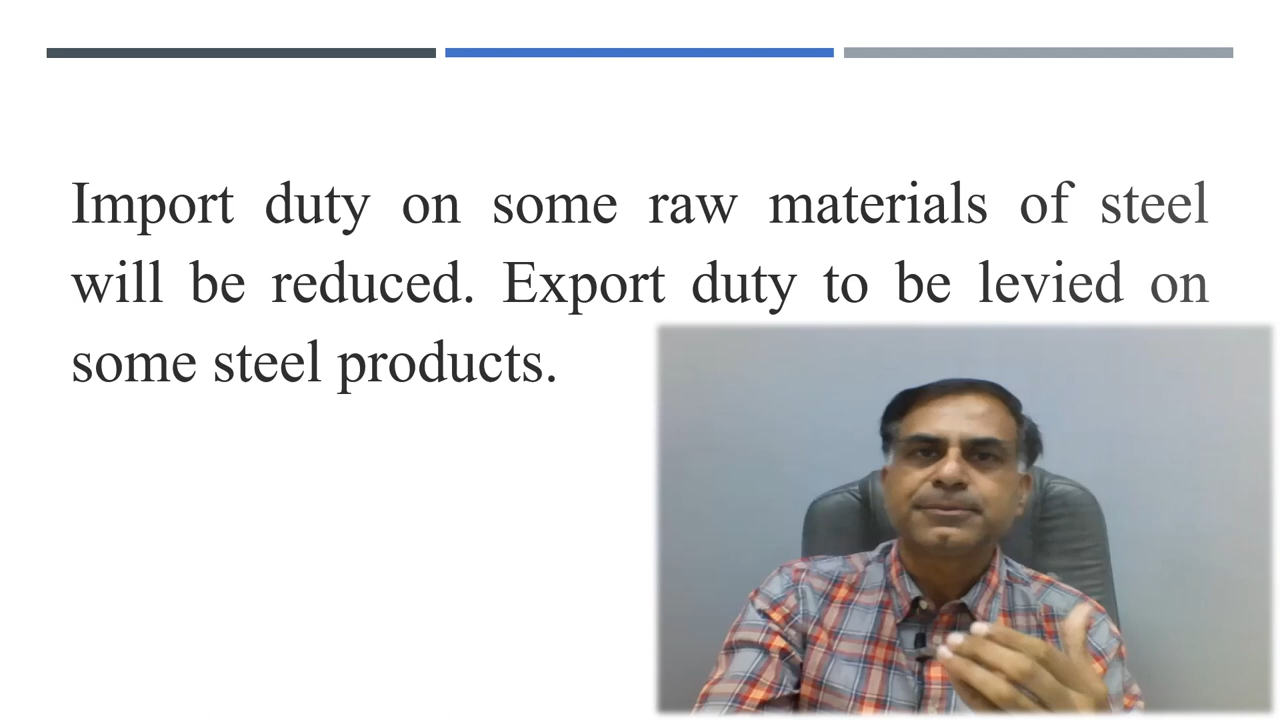 Import duty on some raw materials of steel
will be reduced. Export duty to be levied on
some steel products.